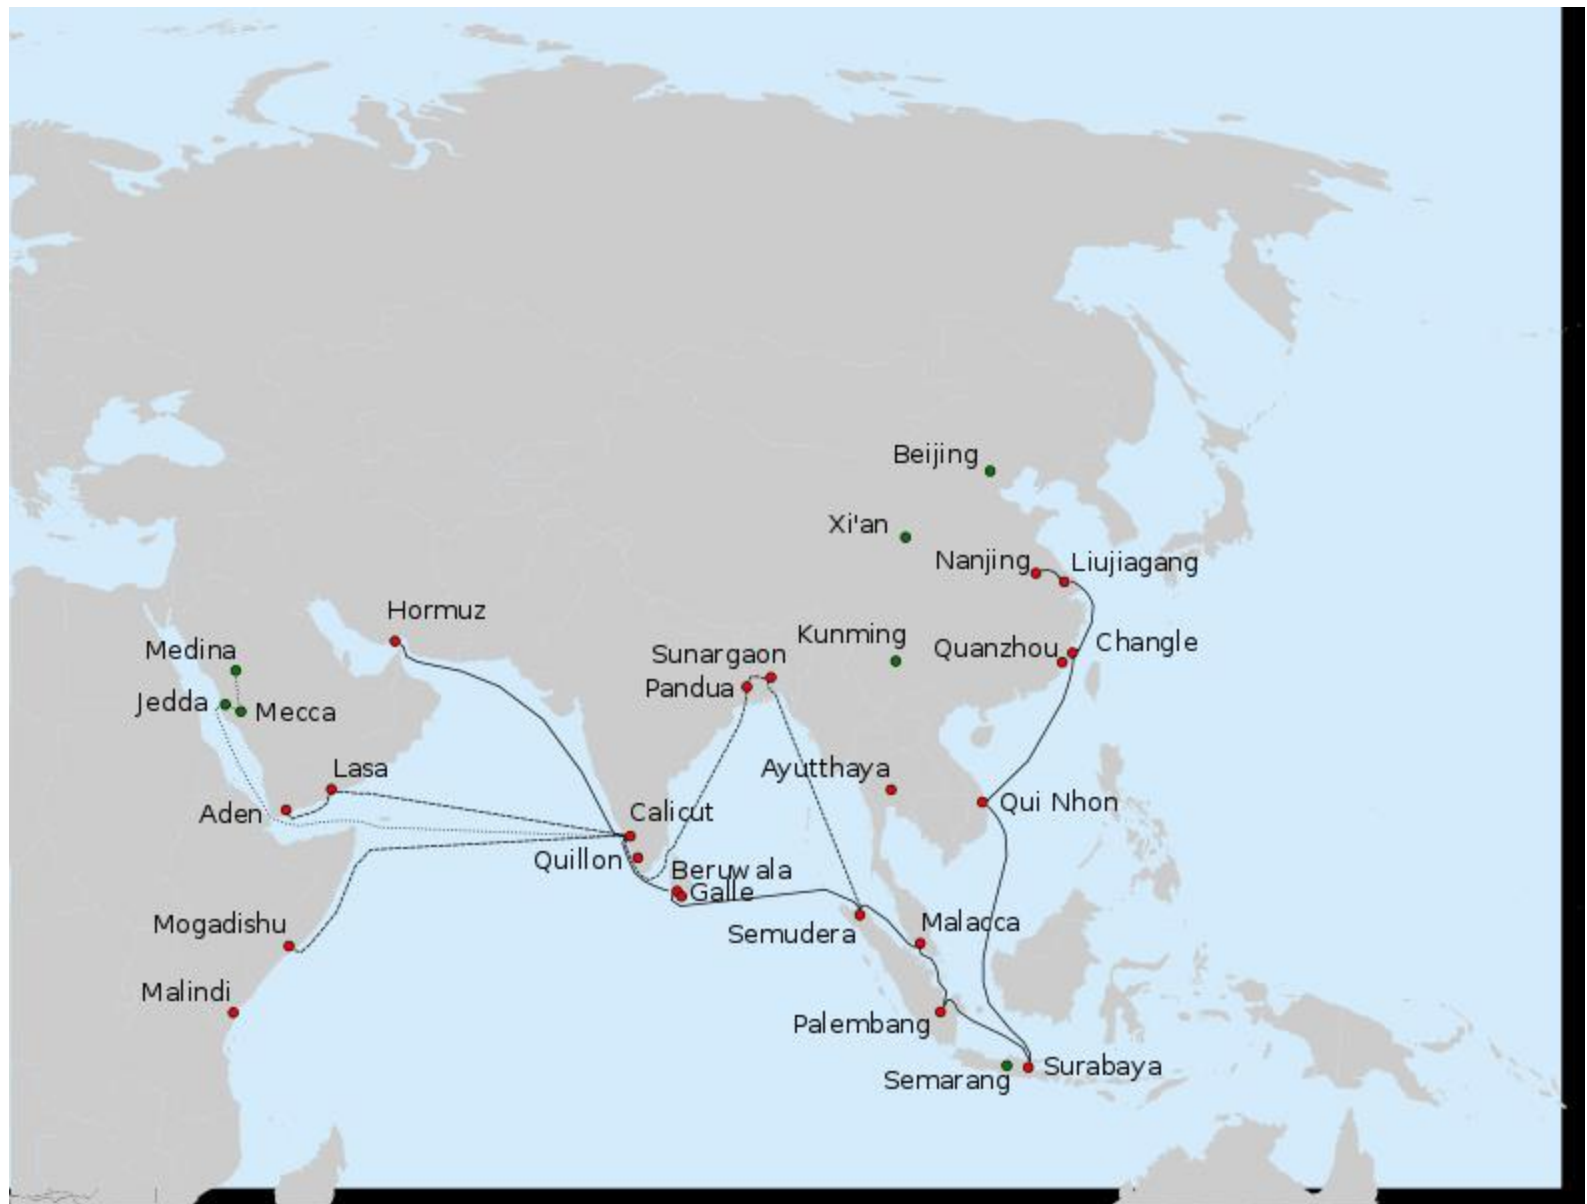 Beijing
Xi'an
Nanjing
Liujiagang
Hormuz
Kunming
Quanzhou
Changle
Medina
Sunargaon
Pandua
Jedda
Mecca
Lasa
Ayutthaya
Aden
Calicut
Qui Nhon
Quillon
Beruwala
Galle
Mogadishu
Semudera
Malacca
Malindi
Palembang
Semarang
Surabaya